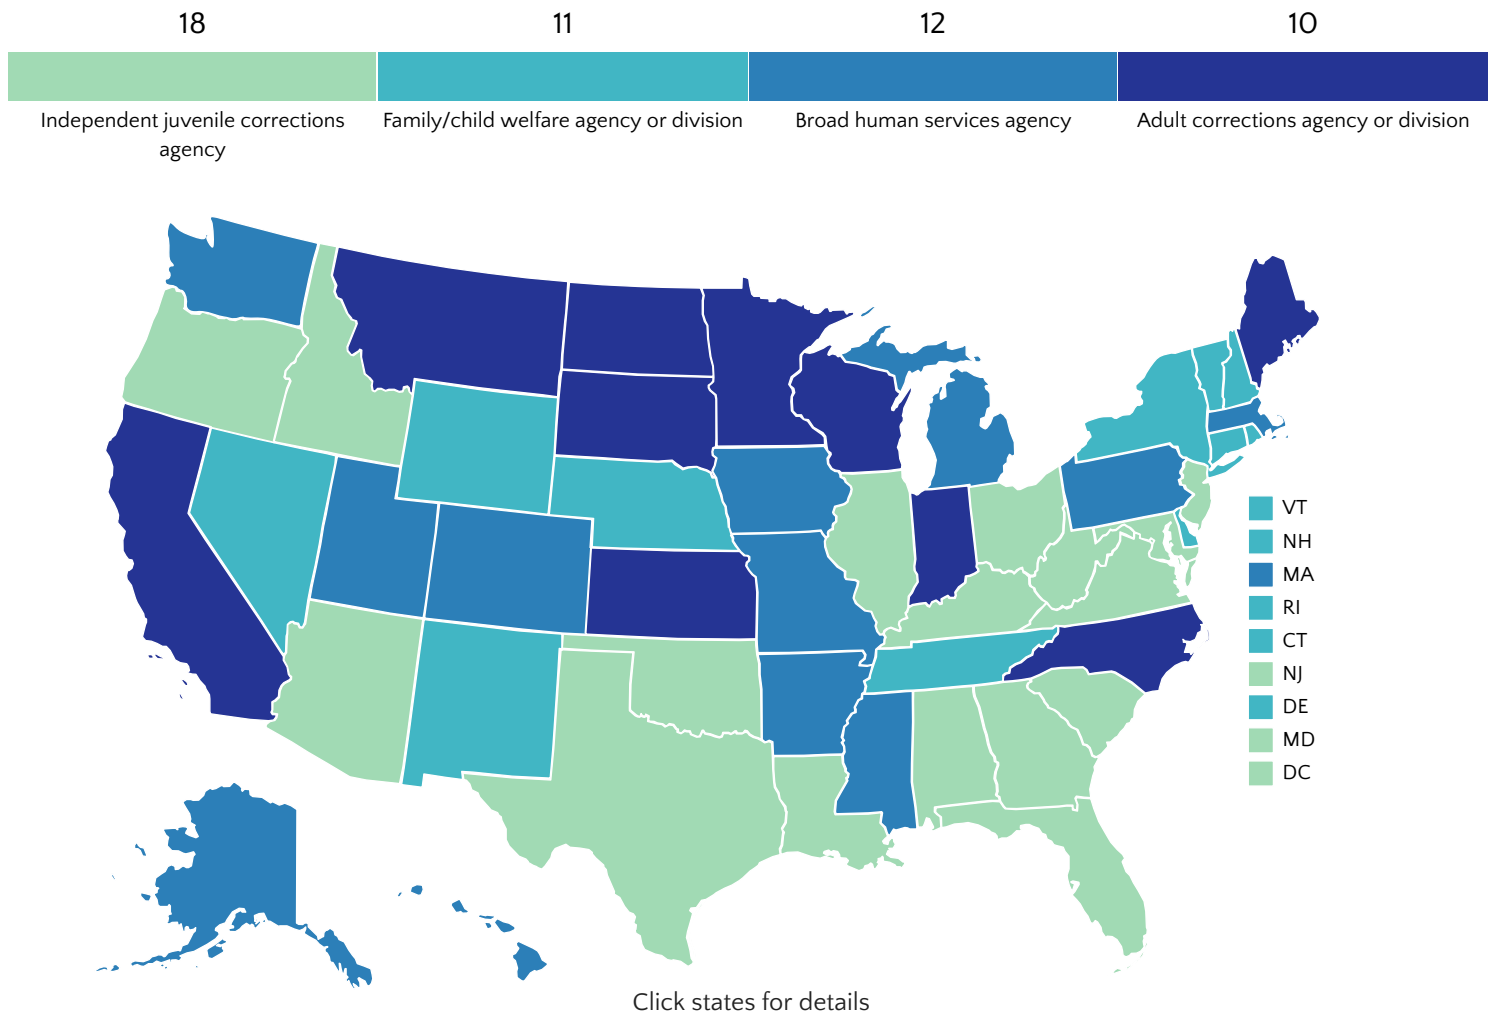 18
11
12
10
Independent juvenile corrections
agency
Family/child welfare agency or division
Broad human services agency
Adult corrections agency or division
VT
NH
MA
RI
CT
NJ
DE
MD
DC
Click states for details